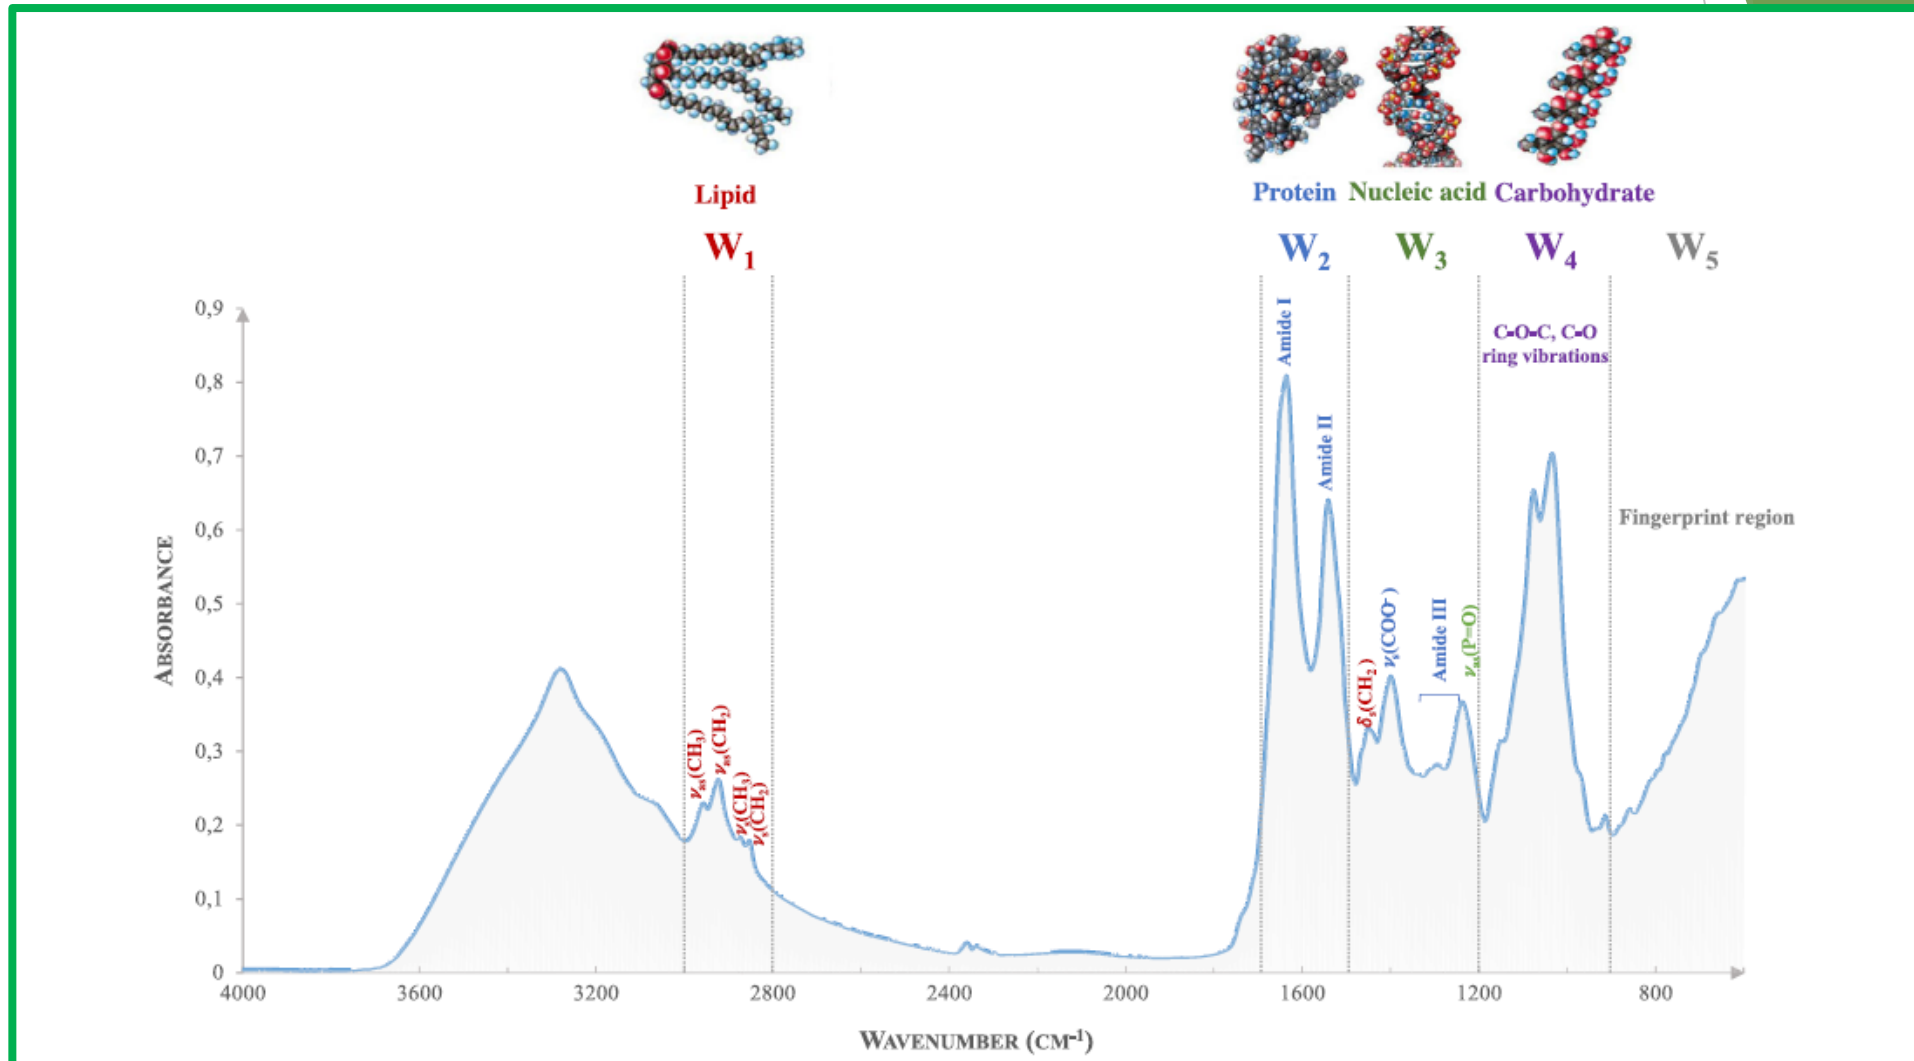 Lipid
Protein
Nucleic acid
Carbohydrate
W1
W2
W3
W4
W5
0,9
0,8
0,7
0,6
0,5
0,4
0,3
0,2
0,1
0
ABSORBANCE
νas(CH3)
νas(CH2)
νs(CH3)
νs(CH2)
Amide I
Amide II
δs(CH2)
νs(COO-)
Amide III
νas(P=O)
C-O-C, C-O
ring vibrations
Fingerprint region
4000
3600
3200
2800
2400
2000
1600
1200
800
WAVENUMBER (CM-1)